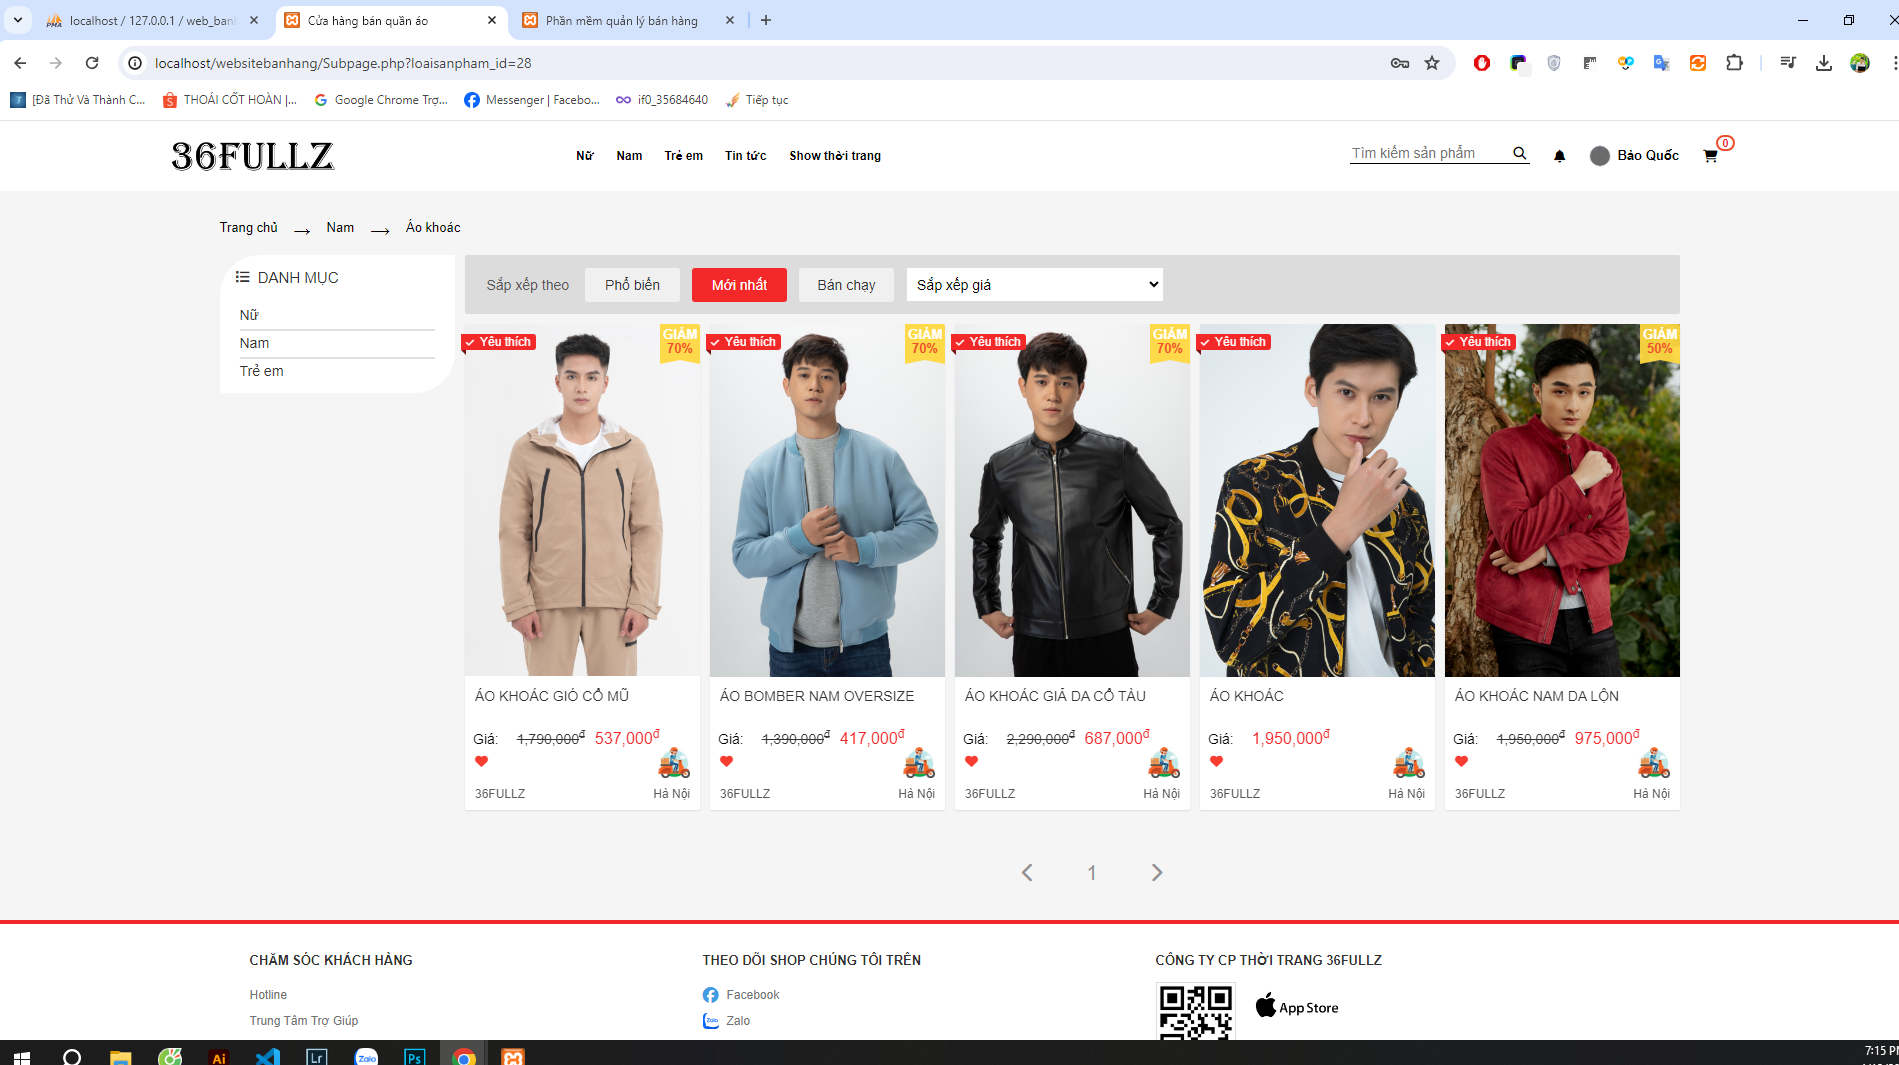 localhost / 127.0.0.1 / web_ban
Cửa hàng bán quần áo
Phần mềm quản lý bán hàng
localhost/websitebanhang/Subpage.php?loaisanpham_id=28
[Đã Thử Và Thành C...
THOÁI CỐT HOÀN |...
Google Chrome Trợ...
Messenger | Facebo...
if0_35684640
Tiếp tục
36FULLZ
Nữ
Nam
Trẻ em
Tin tức
Show thời trang
Tìm kiếm sản phẩm
Bảo Quốc
0
Trang chủ → Nam → Áo khoác
DANH MỤC
Nữ
Nam
Trẻ em
Sắp xếp theo
Phổ biến
Mới nhất
Bán chạy
Sắp xếp giá
Yêu thích
GIẢM
70%
ÁO KHOÁC GIÓ CỔ MŨ
Giá: 1,790,000đ 537,000đ
36FULLZ
Hà Nội
Yêu thích
GIẢM
70%
ÁO BOMBER NAM OVERSIZE
Giá: 1,390,000đ 417,000đ
36FULLZ
Hà Nội
Yêu thích
GIẢM
70%
ÁO KHOÁC GIẢ DA CỔ TÀU
Giá: 2,290,000đ 687,000đ
36FULLZ
Hà Nội
Yêu thích
ÁO KHOÁC
Giá: 1,950,000đ
36FULLZ
Hà Nội
Yêu thích
GIẢM
50%
ÁO KHOÁC NAM DA LỘN
Giá: 1,950,000đ 975,000đ
36FULLZ
Hà Nội
1
CHĂM SÓC KHÁCH HÀNG
Hotline
Trung Tâm Trợ Giúp
THEO DÕI SHOP CHÚNG TÔI TRÊN
Facebook
Zalo
CÔNG TY CP THỜI TRANG 36FULLZ
App Store
Ai
Lr
Zalo
Ps
7:15 PM